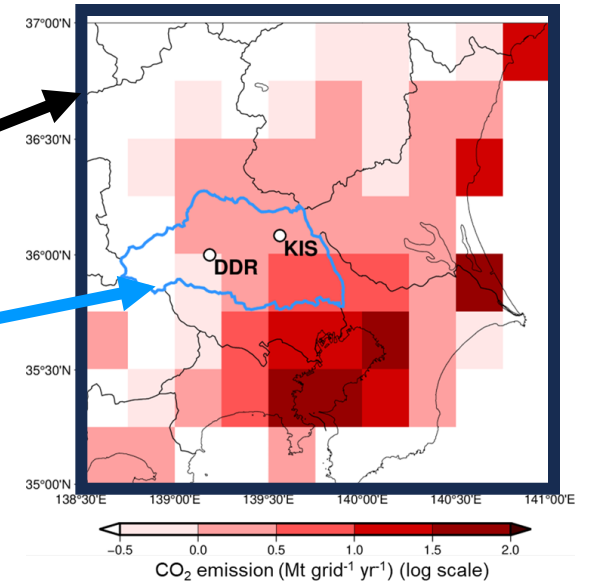 37°00'N
36°30'N
36°00'N
35°30'N
35°00'N
KIS
DDR
138°30'E 139°00'E 139°30'E 140°00'E 140°30'E 141°00'E
−0.5 0.0 0.5 1.0 1.5 2.0
CO₂ emission (Mt grid⁻¹ yr⁻¹) (log scale)